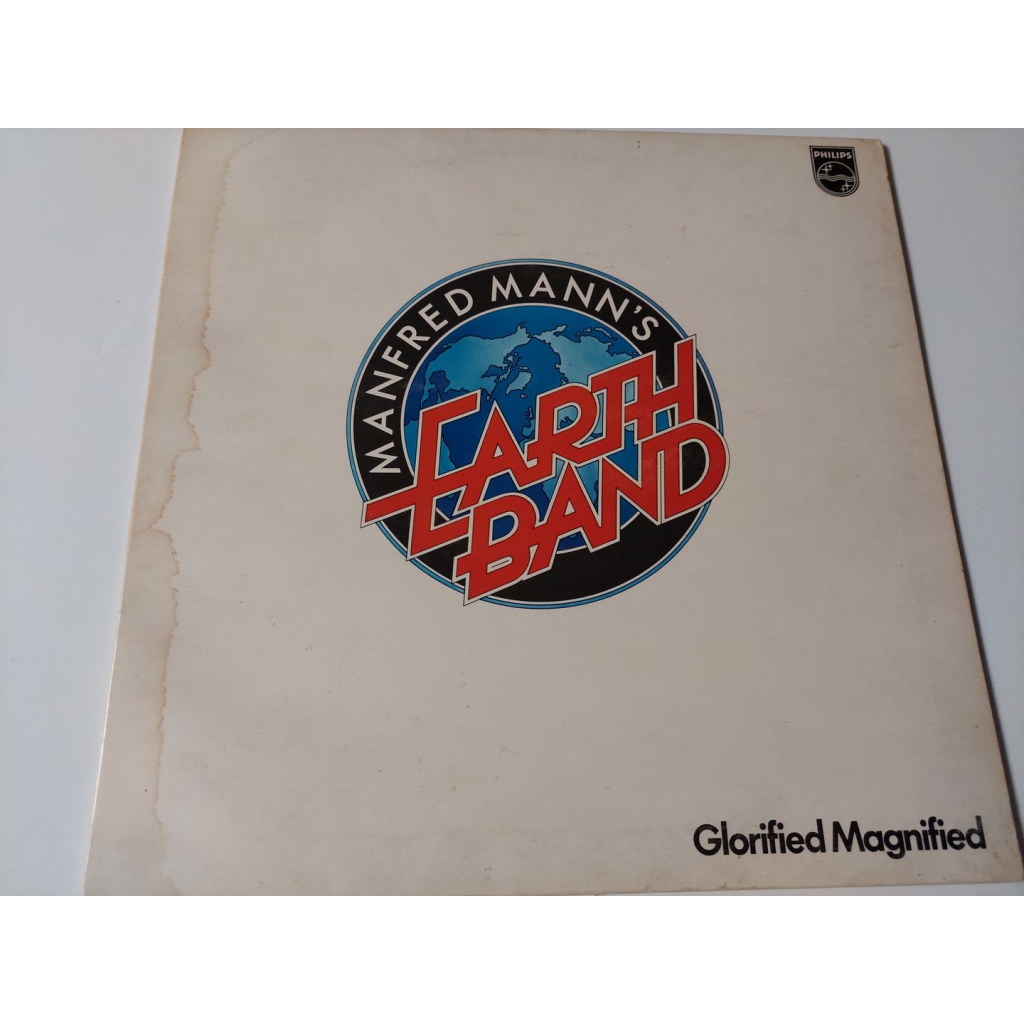 PHILIPS
MANFRED MANN'S
EARTH
BAND
Glorified Magnified